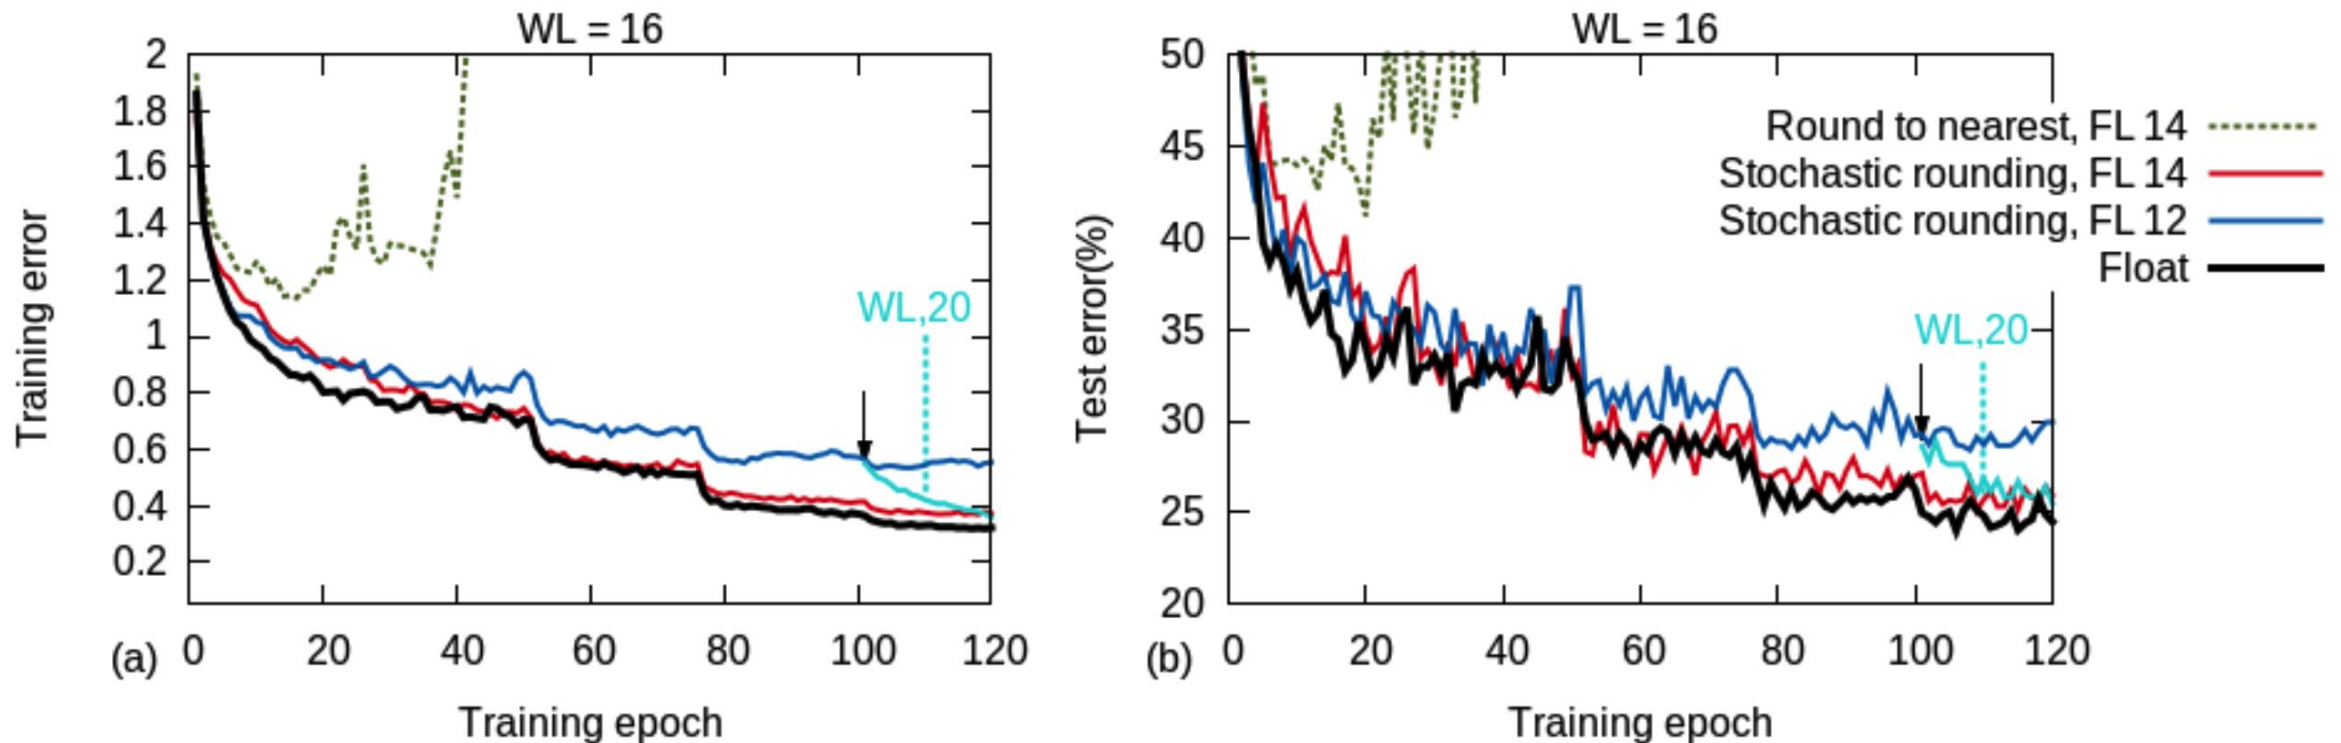 WL = 16
Training error
2
1.8
1.6
1.4
1.2
1
0.8
0.6
0.4
0.2
WL,20
(a) 0 20 40 60 80 100 120
Training epoch
WL = 16
Test error(%)
50
45
40
35
30
25
20
Round to nearest, FL 14
Stochastic rounding, FL 14
Stochastic rounding, FL 12
Float
WL,20
(b) 0 20 40 60 80 100 120
Training epoch